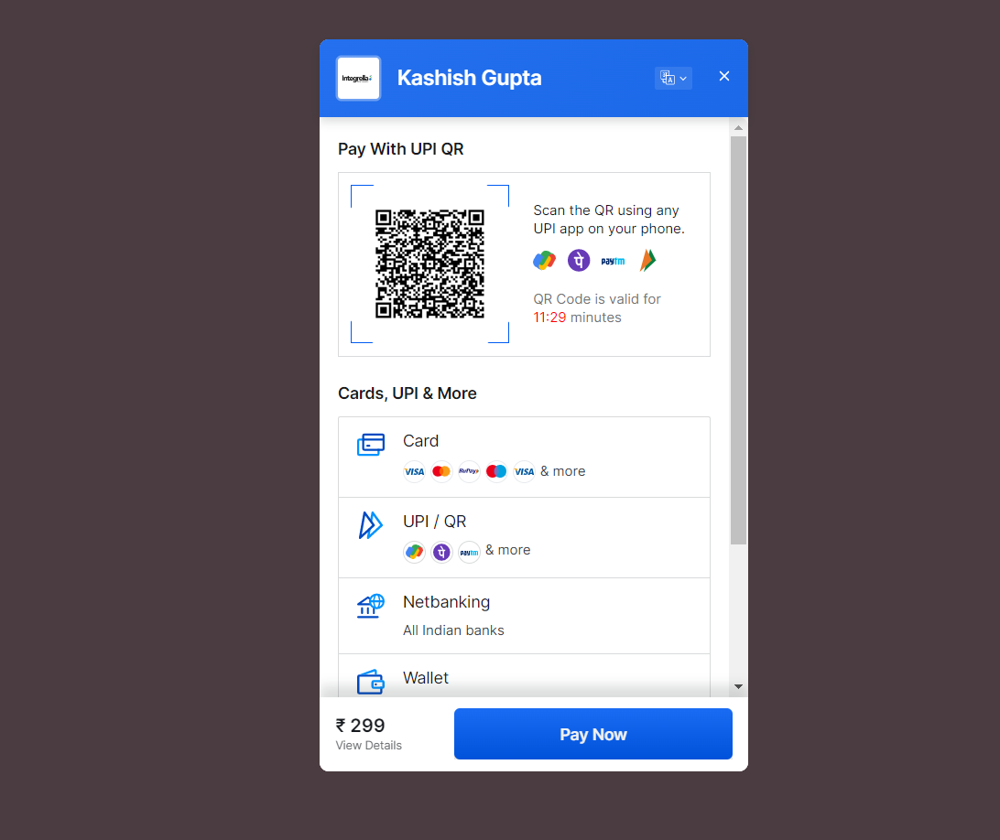 Integrella
Kashish Gupta
Pay With UPI QR
Scan the QR using any
UPI app on your phone.
पे paytm
QR Code is valid for
11:29 minutes
Cards, UPI & More
Card
VISA RuPay VISA & more
UPI / QR
पे paytm & more
Netbanking
All Indian banks
Wallet
₹ 299
View Details
Pay Now